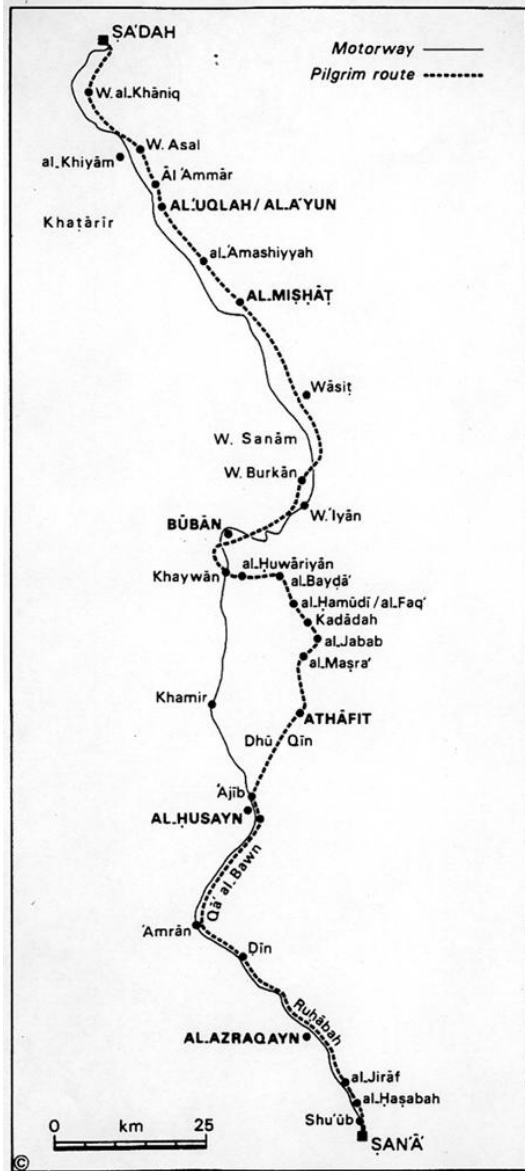 ṢA'DAH
Motorway
Pilgrim route
W. al-Khāniq
W. Asal
al-Khiyām
Āl 'Ammār
AL-'UQLAH / AL-A'YUN
Khaṭārīr
al-'Amashiyyah
AL-MIṢHĀṬ
Wāsiṭ
W. Sanām
W. Burkān
W. 'Iyān
BŪBĀN
al-Ḥuwāriyān
Khaywān
al-Bayḍā'
al-Ḥamūdī / al-Faq'
Kadādah
al-Jabab
al-Maṣra'
Khamir
ATHĀFIT
Dhū Qīn
'Ajīb
AL-ḤUSAYN
Qā' al-Bawn
'Amrān
Ḍīn
Ruḥābah
AL-AZRAQAYN
al-Jirāf
al-Ḥaṣabah
Shu'ūb
ṢAN'Ā'
0 km 25
©